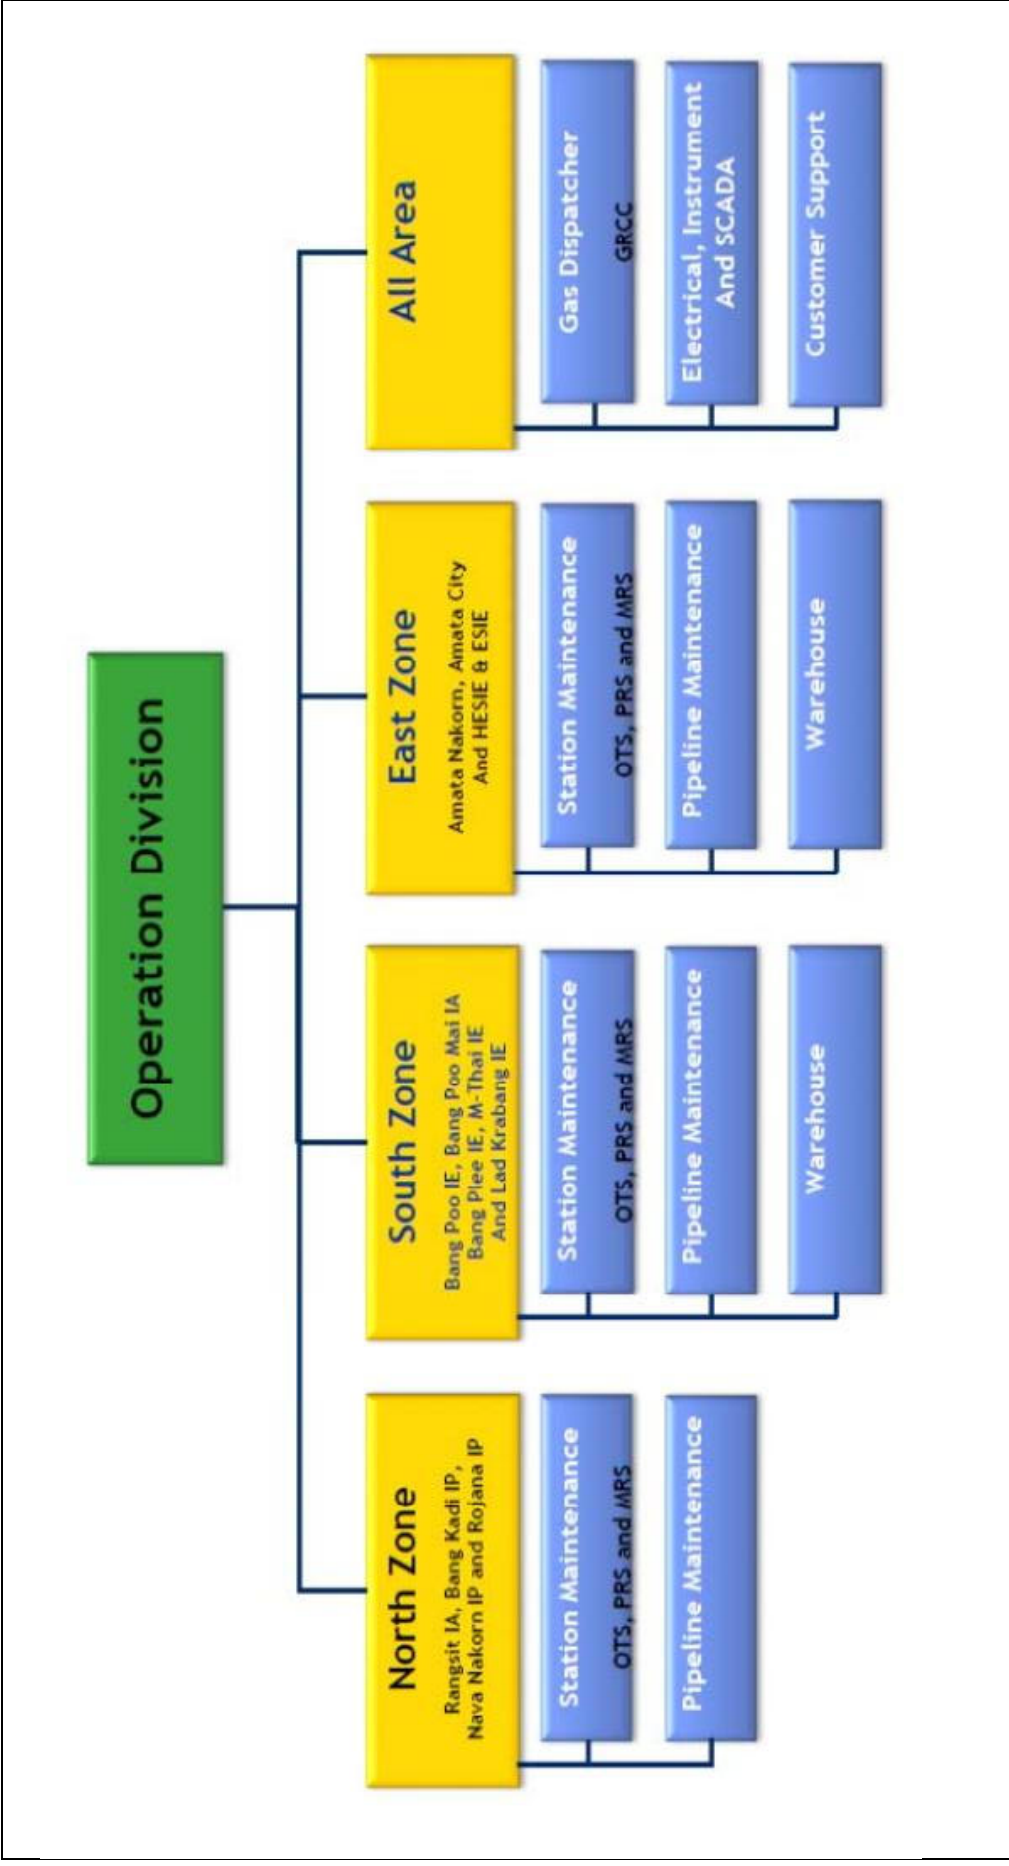 Operation Division
North Zone
Rangsit IA, Bang Kadi IP,
Nava Nakorn IP and Rojana IP
Station Maintenance
OTS, PRS and MRS
Pipeline Maintenance
South Zone
Bang Poo IE, Bang Poo Mai IA
Bang Plee IE, M-Thai IE
And Lad Krabang IE
Station Maintenance
OTS, PRS and MRS
Pipeline Maintenance
Warehouse
East Zone
Amata Nakorn, Amata City
And HESIE & ESIE
Station Maintenance
OTS, PRS and MRS
Pipeline Maintenance
Warehouse
All Area
Gas Dispatcher
GRCC
Electrical, Instrument
And SCADA
Customer Support